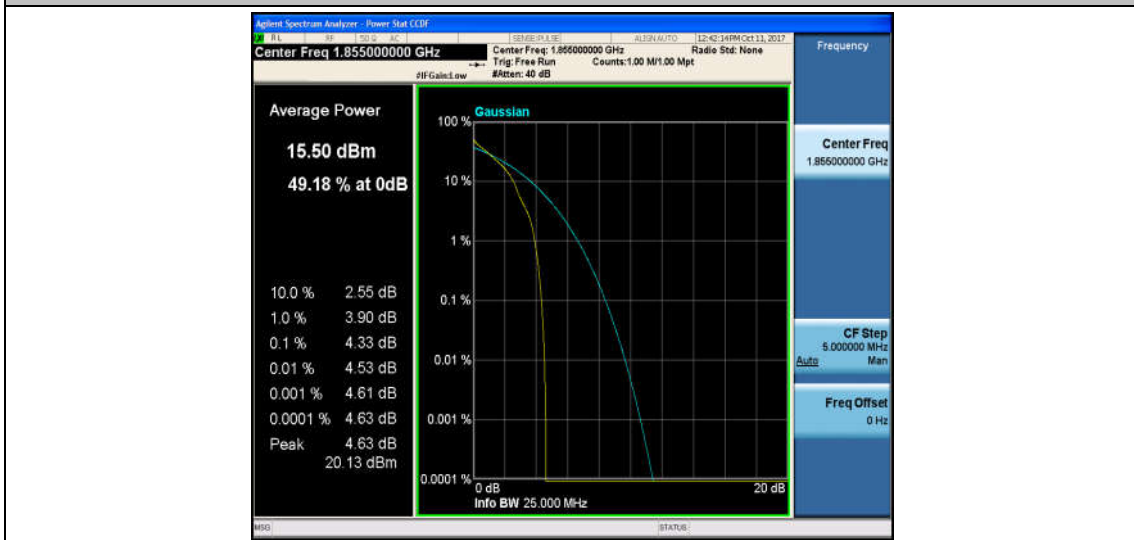 Agilent Spectrum Analyzer - Power Stat CCDF
RL RF 50 Ω AC SENSE:PULSE ALIGN AUTO 12:42:14 PM Oct 11, 2017
Center Freq 1.855000000 GHz
Center Freq: 1.855000000 GHz Radio Std: None
Trig: Free Run Counts:1.00 M/1.00 Mpt
#IFGain:Low #Atten: 40 dB
Frequency
Average Power
15.50 dBm
49.18 % at 0dB
10.0 % 2.55 dB
1.0 % 3.90 dB
0.1 % 4.33 dB
0.01 % 4.53 dB
0.001 % 4.61 dB
0.0001 % 4.63 dB
Peak 4.63 dB
20.13 dBm
Gaussian
100 %
10 %
1 %
0.1 %
0.01 %
0.001 %
0.0001 %
0 dB 20 dB
Info BW 25.000 MHz
Center Freq
1.855000000 GHz
CF Step
5.000000 MHz
Auto Man
Freq Offset
0 Hz
MSG STATUS